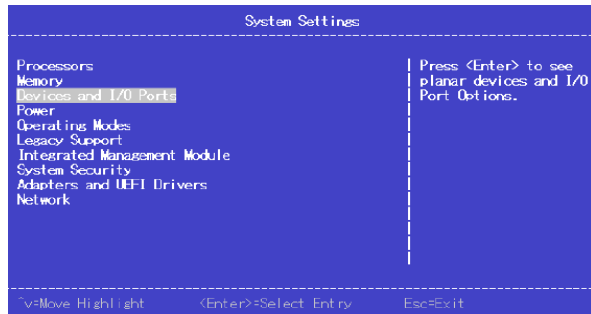 System Settings
Processors
Memory
Devices and I/O Ports
Power
Operating Modes
Legacy Support
Integrated Management Module
System Security
Adapters and UEFI Drivers
Network
Press <Enter> to see
planar devices and I/O
Port Options.
^v=Move Highlight <Enter>=Select Entry Esc=Exit